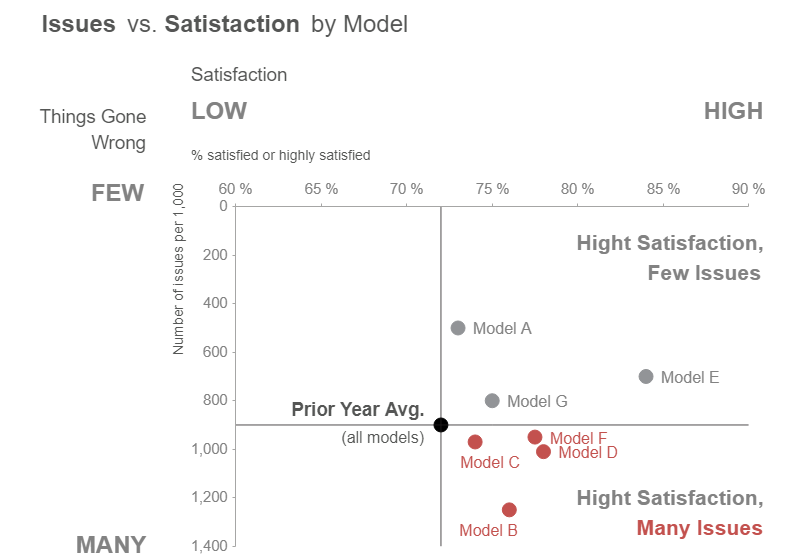 Issues vs. Satistaction by Model
Satisfaction
Things Gone
Wrong
LOW
HIGH
% satisfied or highly satisfied
FEW
60 %
65 %
70 %
75 %
80 %
85 %
90 %
Number of issues per 1,000
0
200
400
600
800
1,000
1,200
1,400
Hight Satisfaction,
Few Issues
Model A
Model E
Model G
Prior Year Avg.
(all models)
Model F
Model D
Model C
Model B
Hight Satisfaction,
Many Issues
MANY